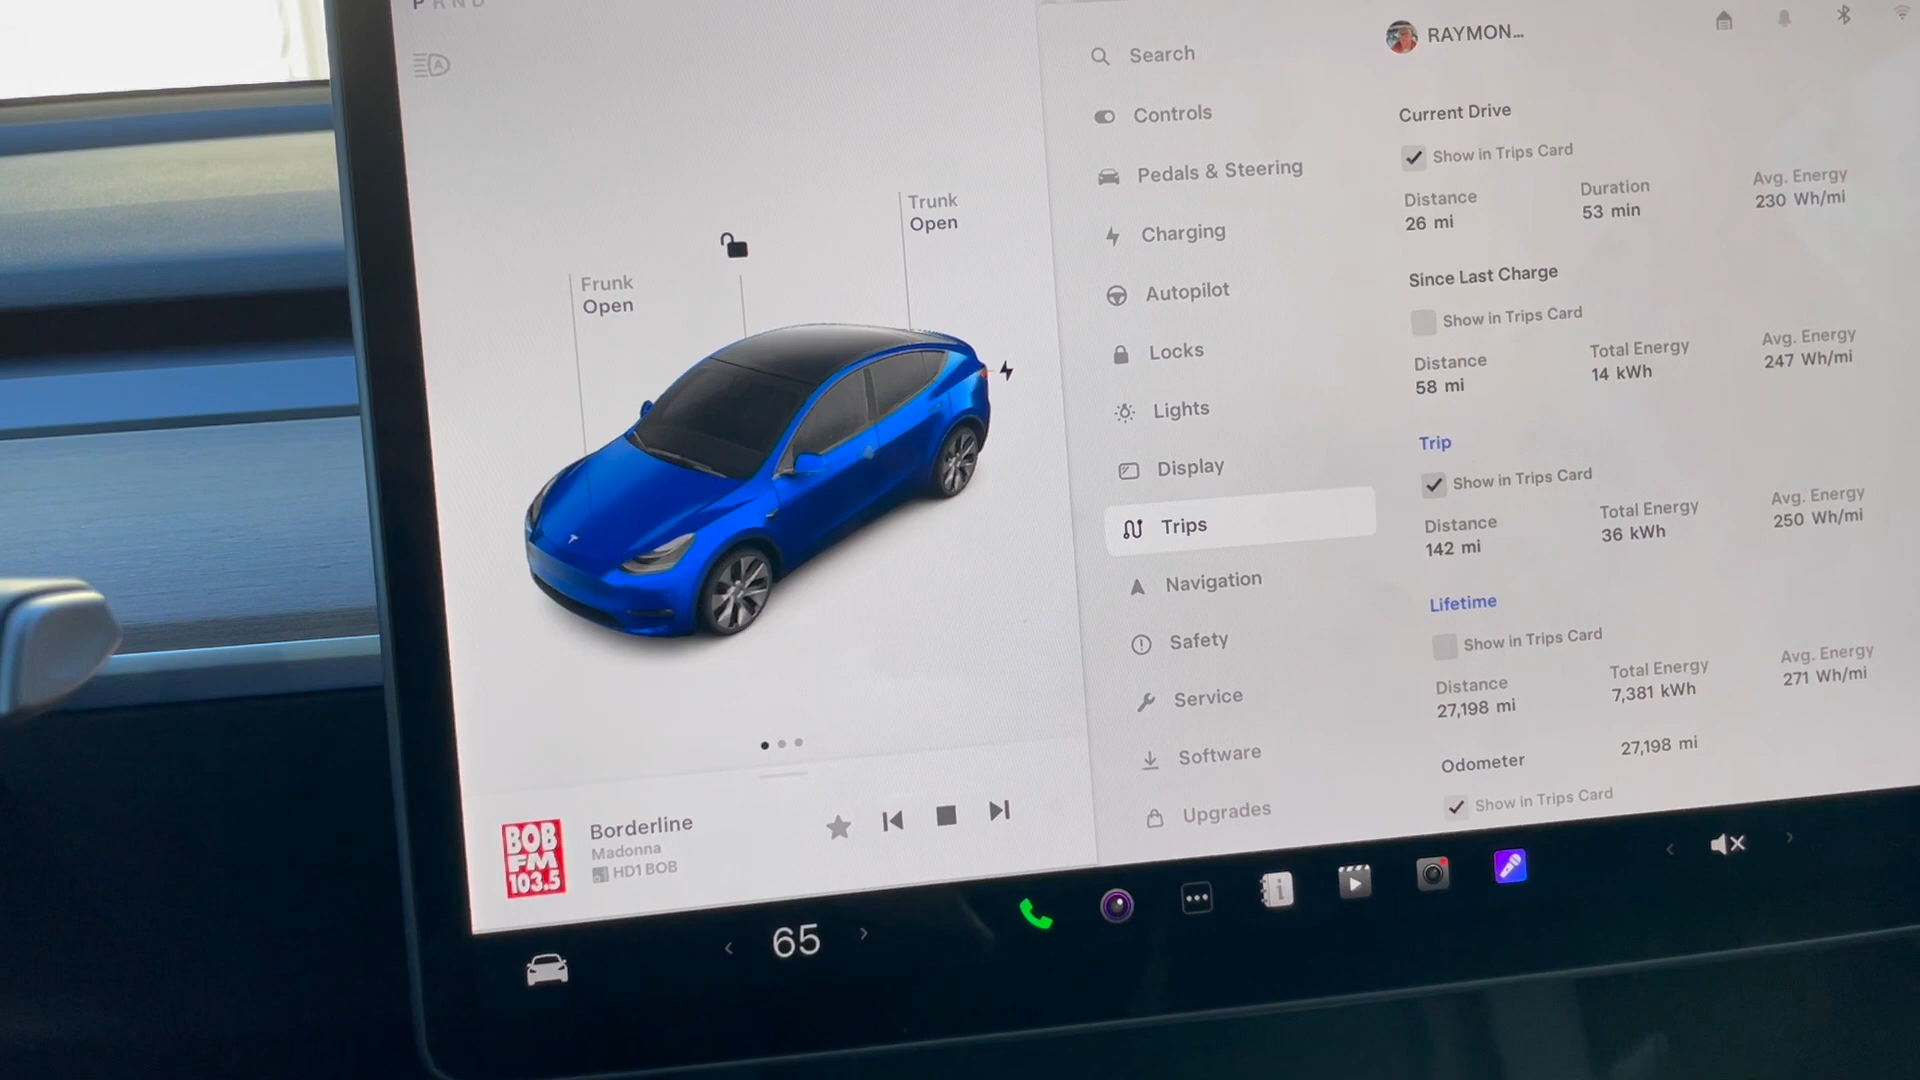 P R N D
A
Trunk
Open
Frunk
Open
Borderline
Madonna
HD1 BOB
BOB
FM
103.5
Search
Controls
Pedals & Steering
Charging
Autopilot
Locks
Lights
Display
Trips
Navigation
Safety
Service
Software
Upgrades
RAYMON...
Current Drive
Show in Trips Card
Distance Duration Avg. Energy
26 mi 53 min 230 Wh/mi
Since Last Charge
Show in Trips Card
Distance Total Energy Avg. Energy
58 mi 14 kWh 247 Wh/mi
Trip
Show in Trips Card
Distance Total Energy Avg. Energy
142 mi 36 kWh 250 Wh/mi
Lifetime
Show in Trips Card
Distance Total Energy Avg. Energy
27,198 mi 7,381 kWh 271 Wh/mi
Odometer 27,198 mi
Show in Trips Card
65